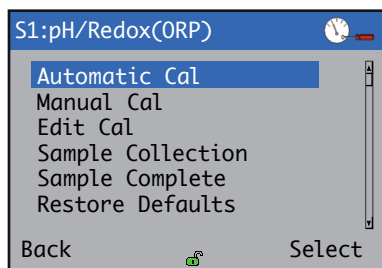 S1:pH/Redox(ORP)
Automatic Cal
Manual Cal
Edit Cal
Sample Collection
Sample Complete
Restore Defaults
Back Select